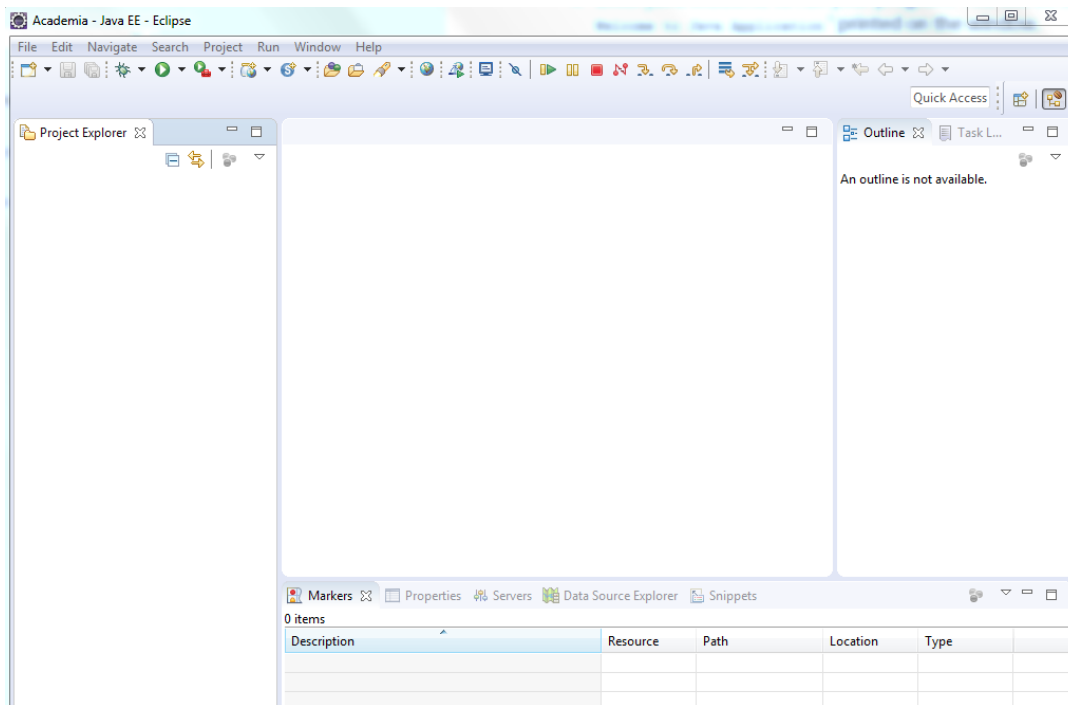 Academia - Java EE - Eclipse
File Edit Navigate Search Project Run Window Help
Quick Access
Project Explorer
Outline Task L...
An outline is not available.
Markers Properties Servers Data Source Explorer Snippets
0 items
Description Resource Path Location Type